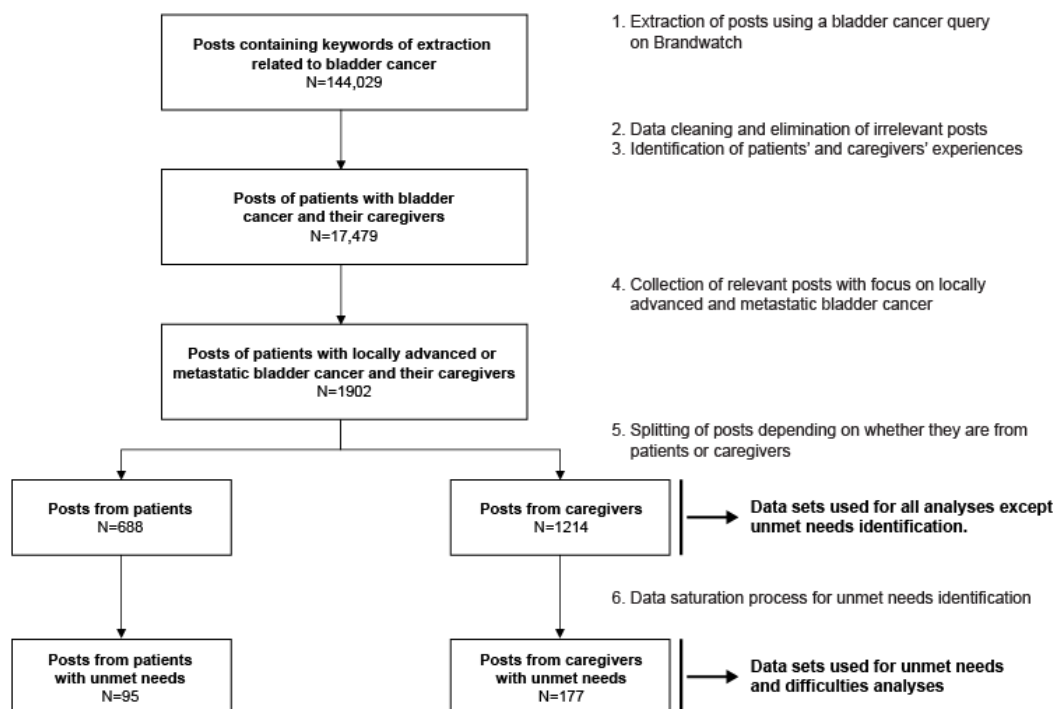 Posts containing keywords of extraction
related to bladder cancer
N=144,029
1. Extraction of posts using a bladder cancer query
on Brandwatch
2. Data cleaning and elimination of irrelevant posts
3. Identification of patients' and caregivers' experiences
Posts of patients with bladder
cancer and their caregivers
N=17,479
4. Collection of relevant posts with focus on locally
advanced and metastatic bladder cancer
Posts of patients with locally advanced or
metastatic bladder cancer and their caregivers
N=1902
5. Splitting of posts depending on whether they are from
patients or caregivers
Posts from patients
N=688
Posts from caregivers
N=1214
Data sets used for all analyses except
unmet needs identification.
6. Data saturation process for unmet needs identification
Posts from patients
with unmet needs
N=95
Posts from caregivers
with unmet needs
N=177
Data sets used for unmet needs
and difficulties analyses